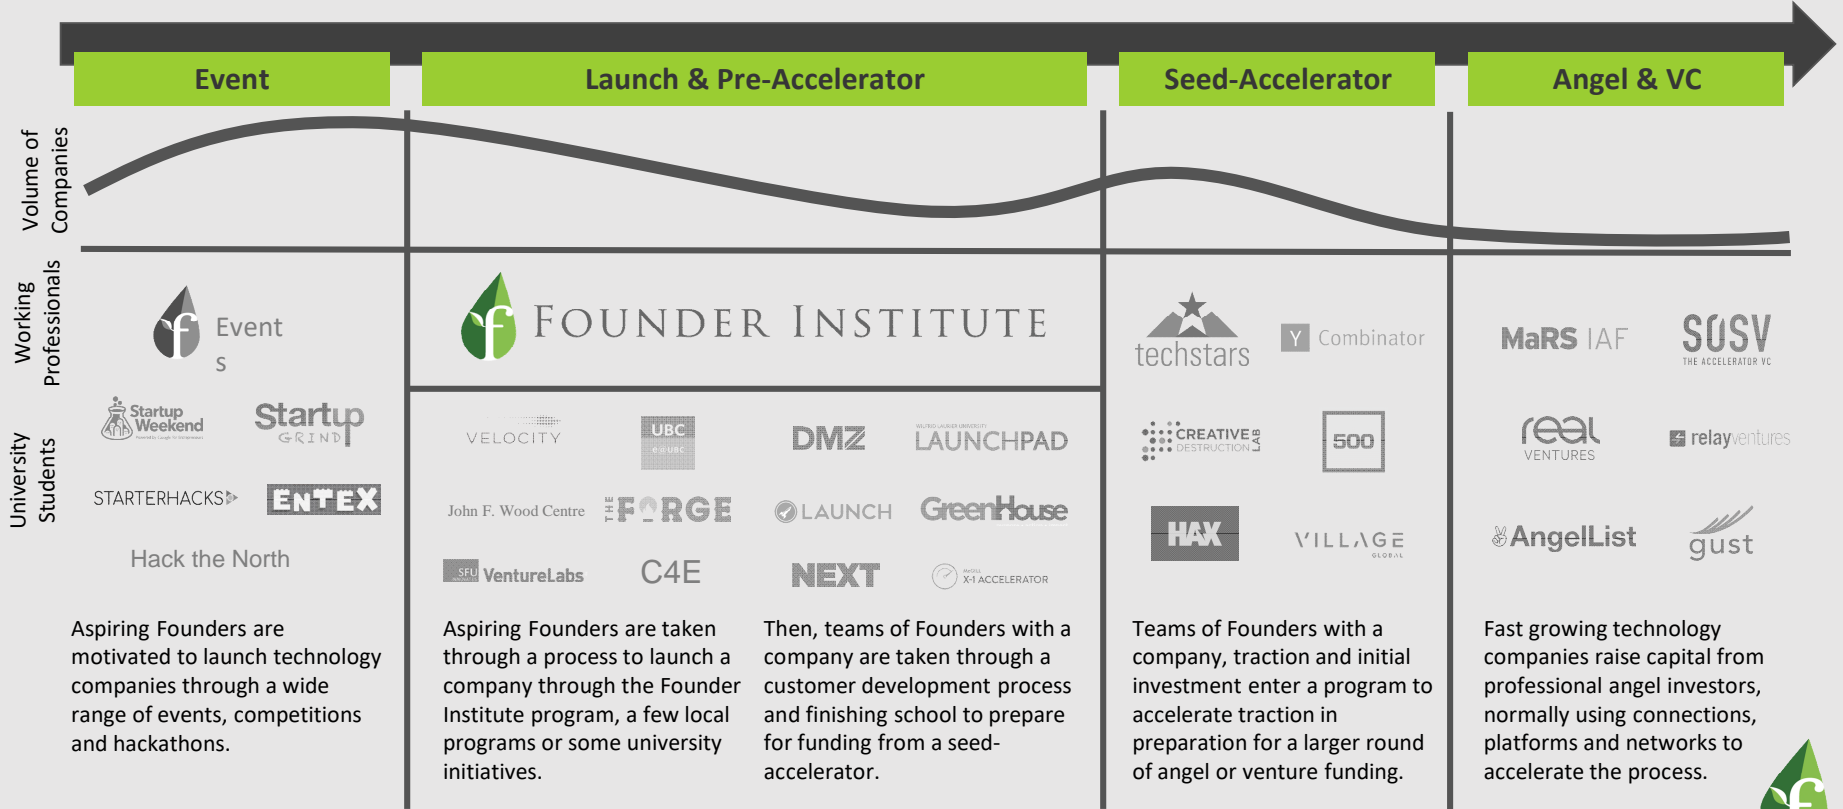 Event
Launch & Pre-Accelerator
Seed-Accelerator
Angel & VC
Volume of
Companies
Working
Professionals
University
Students
f
Event
s
f
FOUNDER INSTITUTE
techstars
Y Combinator
MaRS IAF
SOSV
THE ACCELERATOR VC
Startup
Weekend
Startup
GRIND
VELOCITY
UBC
e@UBC
DMZ
WILFRID LAURIER UNIVERSITY
LAUNCHPAD
CREATIVE
DESTRUCTION LAB
500
real
VENTURES
relayventures
STARTERHACKS
ENTEX
John F. Wood Centre
THE FORGE
LAUNCH
GreenHouse
HAX
VILLAGE
GLOBAL
AngelList
gust
Hack the North
SFU
VentureLabs
C4E
NEXT
McGill
X-1 ACCELERATOR
Aspiring Founders are
motivated to launch technology
companies through a wide
range of events, competitions
and hackathons.
Aspiring Founders are taken
through a process to launch a
company through the Founder
Institute program, a few local
programs or some university
initiatives.
Then, teams of Founders with a
company are taken through a
customer development process
and finishing school to prepare
for funding from a seed-
accelerator.
Teams of Founders with a
company, traction and initial
investment enter a program to
accelerate traction in
preparation for a larger round
of angel or venture funding.
Fast growing technology
companies raise capital from
professional angel investors,
normally using connections,
platforms and networks to
accelerate the process.
f